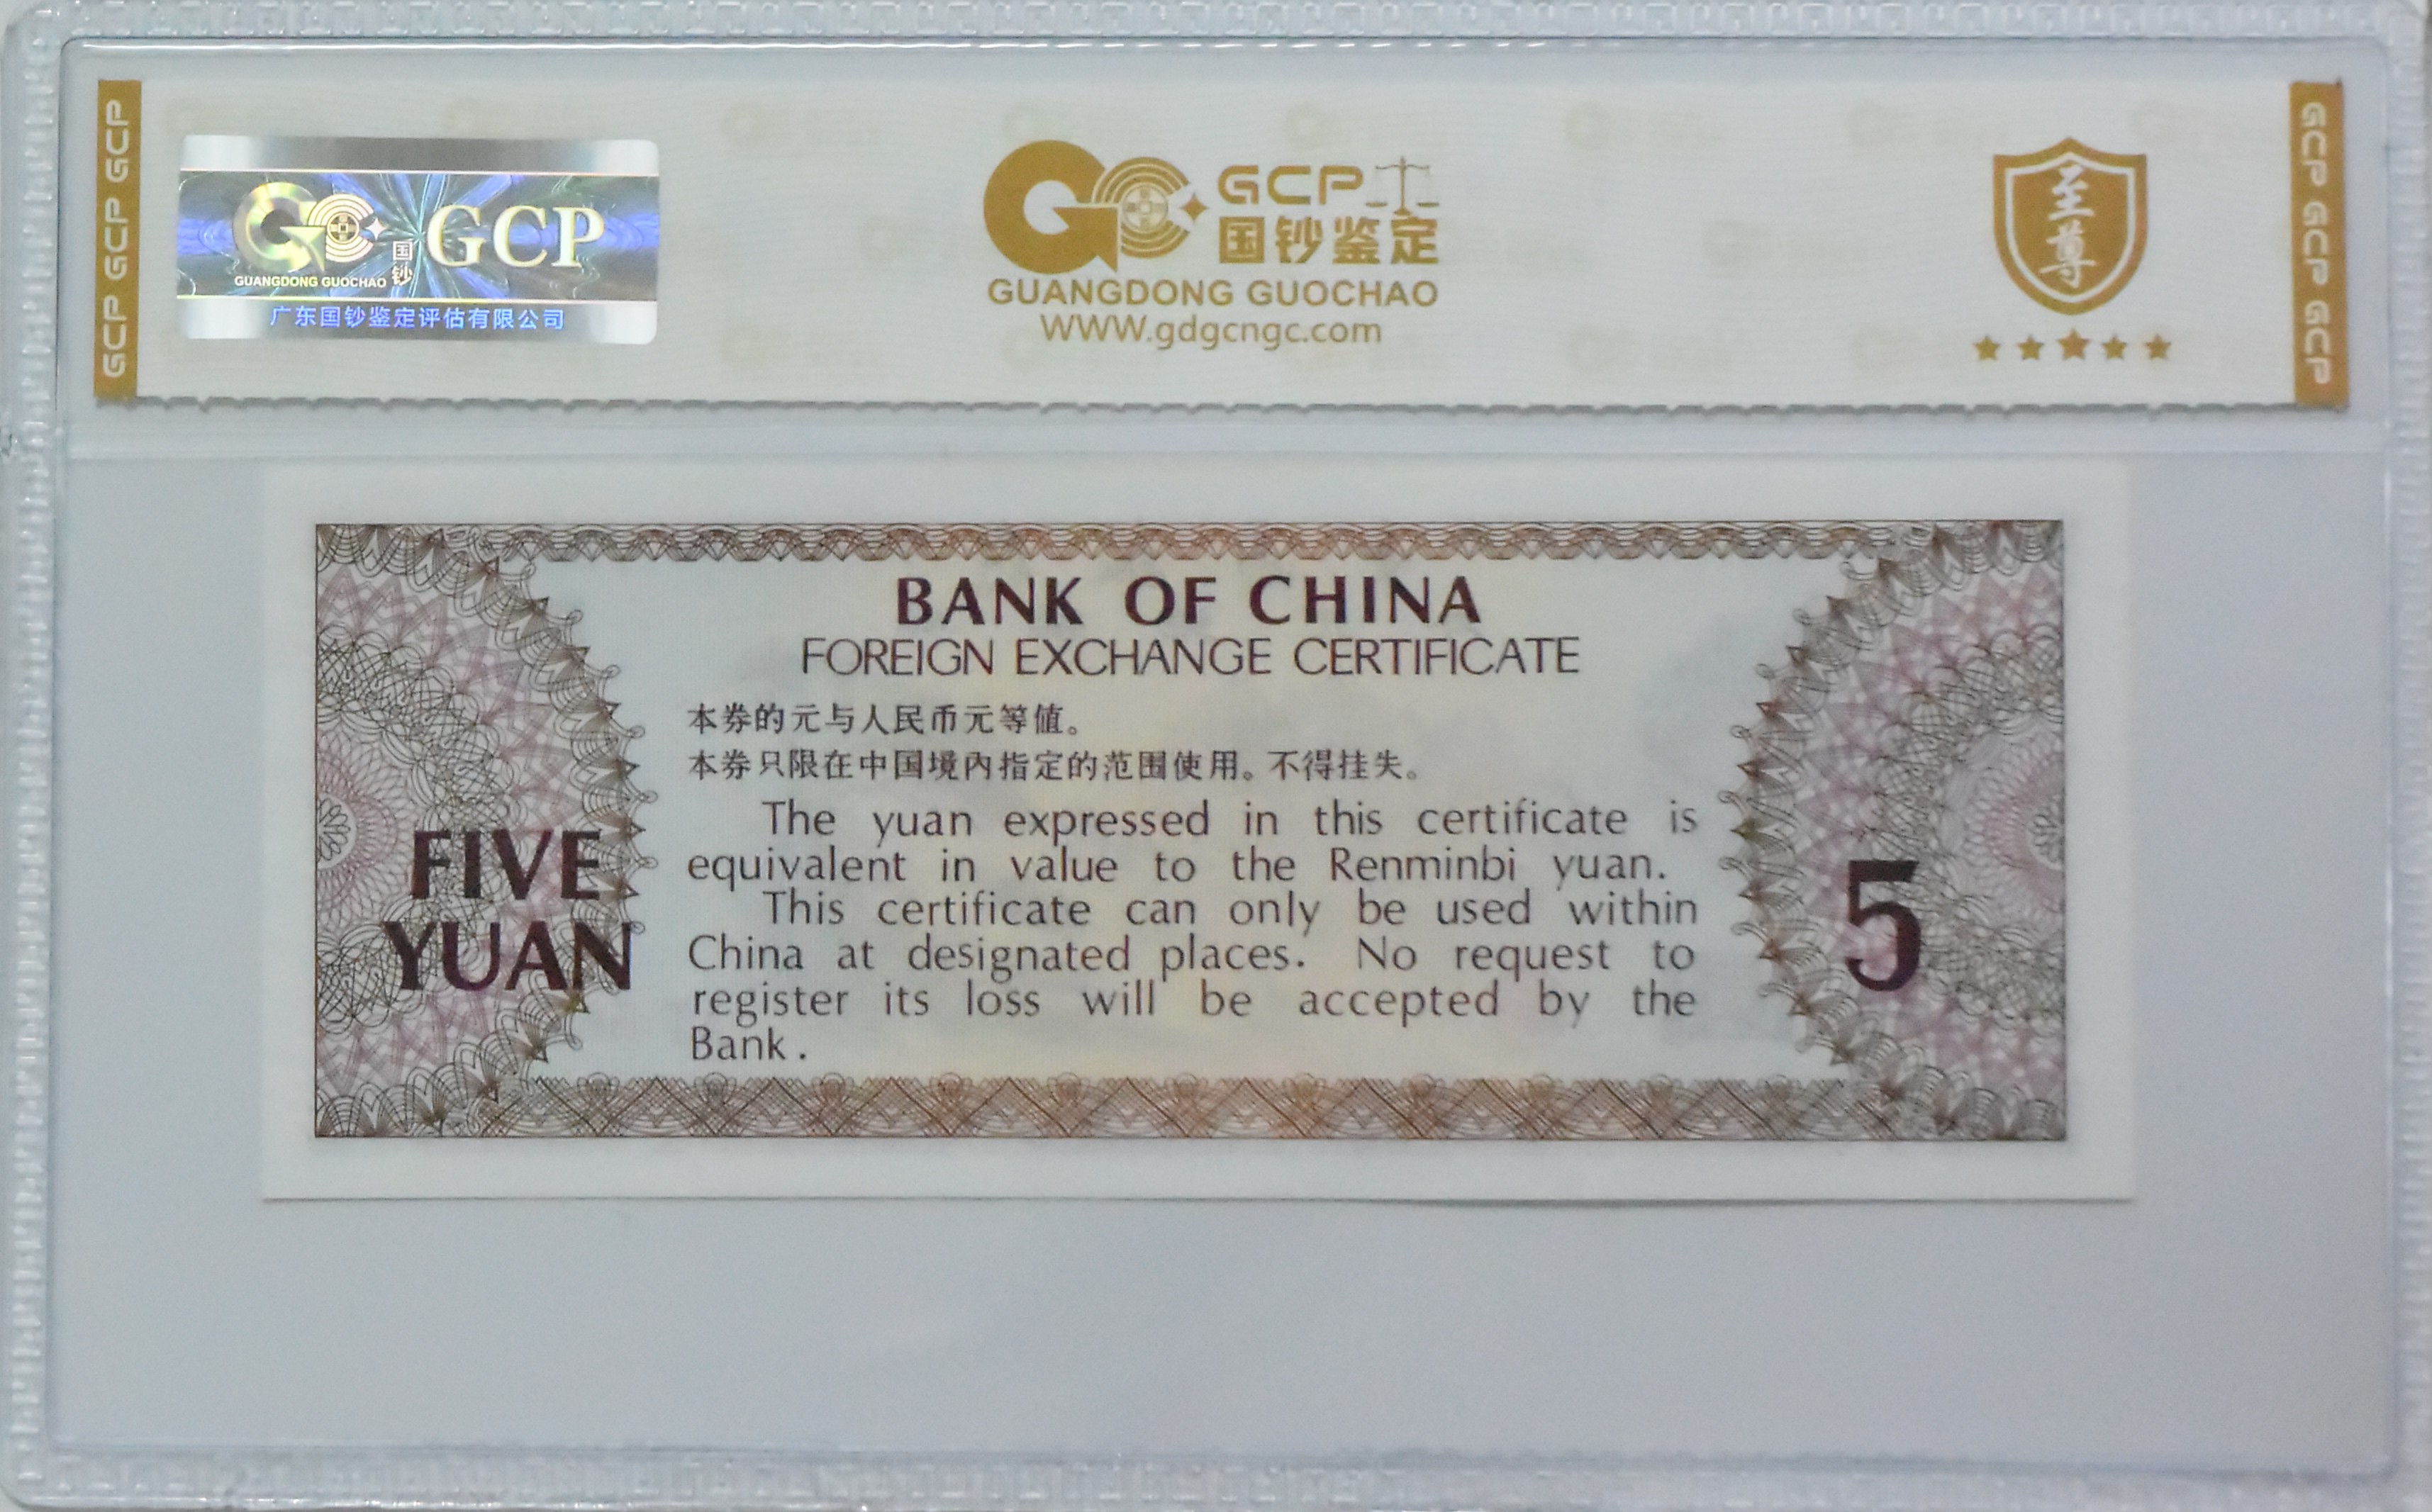 GCP GCP GCP
GCP
国钞
GUANGDONG GUOCHAO
广东国钞鉴定评估有限公司
GCP
国钞鉴定
GUANGDONG GUOCHAO
WWW.gdgcngc.com
至尊
GCP GCP GCP
BANK OF CHINA
FOREIGN EXCHANGE CERTIFICATE
本券的元与人民币元等值。
本券只限在中国境内指定的范围使用。不得挂失。
The yuan expressed in this certificate is
equivalent in value to the Renminbi yuan.
This certificate can only be used within
China at designated places. No request to
register its loss will be accepted by the
Bank.
FIVE
YUAN
5